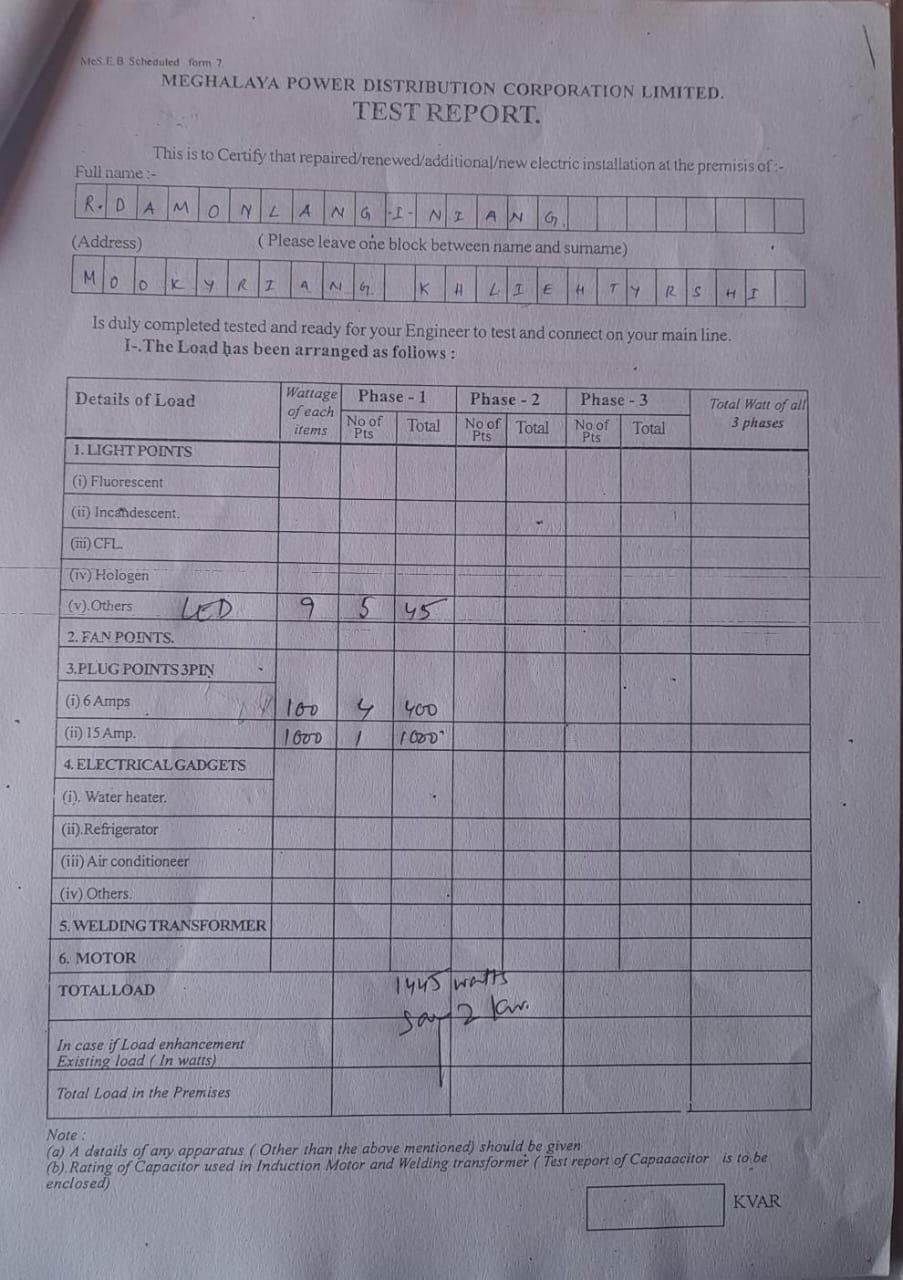 MeS.E.B. Scheduled form 7
MEGHALAYA POWER DISTRIBUTION CORPORATION LIMITED.
TEST REPORT.
This is to Certify that repaired/renewed/additional/new electric installation at the premisis of :-
Full name :-
R. DAMONLANG-I-NIANG.
(Address) ( Please leave one block between name and surname)
MOOKYRIANG KHLIEHTYRSHI
Is duly completed tested and ready for your Engineer to test and connect on your main line.
I-.The Load has been arranged as follows :
Details of Load Wattage of each items Phase - 1 Phase - 2 Phase - 3 Total Watt of all 3 phases
No of Pts Total No of Pts Total No of Pts Total
1. LIGHT POINTS
(i) Fluorescent
(ii) Incandescent.
(iii) CFL.
(iv) Hologen
(v).Others LED 9 5 45
2. FAN POINTS.
3.PLUG POINTS 3PIN
(i) 6 Amps 100 4 400
(ii) 15 Amp. 1000 1 1000
4. ELECTRICAL GADGETS
(i). Water heater.
(ii).Refrigerator
(iii) Air conditioneer
(iv) Others.
5. WELDING TRANSFORMER
6. MOTOR
TOTAL LOAD 1445 watts
say 2 kw.
In case if Load enhancement
Existing load ( In watts)
Total Load in the Premises
Note :
(a) A datails of any apparatus ( Other than the above mentioned) should be given
(b).Rating of Capacitor used in Induction Motor and Welding transformer ( Test report of Capaaacitor is to be
enclosed)
KVAR